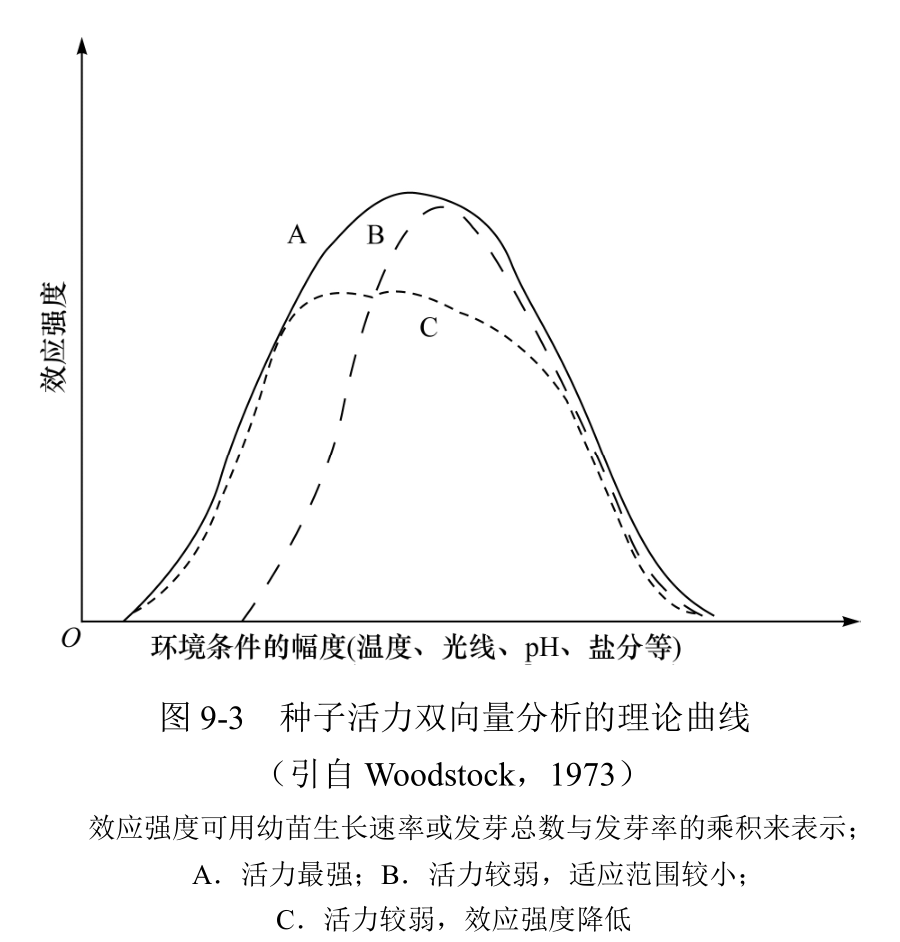 A
B
C
效应强度
O
环境条件的幅度(温度、光线、pH、盐分等)
图 9-3　种子活力双向量分析的理论曲线
（引自 Woodstock，1973）
效应强度可用幼苗生长速率或发芽总数与发芽率的乘积来表示；
A．活力最强；B．活力较弱，适应范围较小；
C．活力较弱，效应强度降低